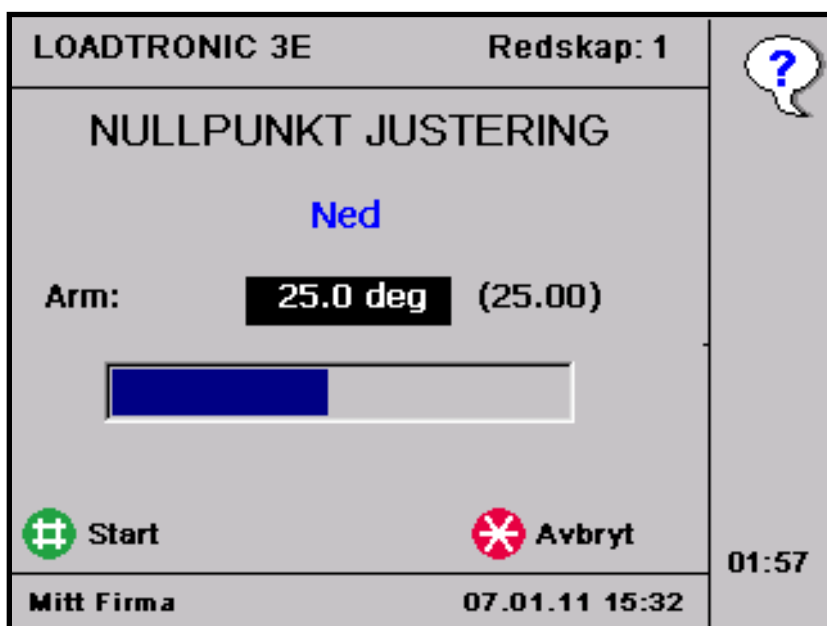 LOADTRONIC 3E Redskap: 1
?
NULLPUNKT JUSTERING
Ned
Arm: 25.0 deg (25.00)
# Start * Avbryt
01:57
Mitt Firma 07.01.11 15:32